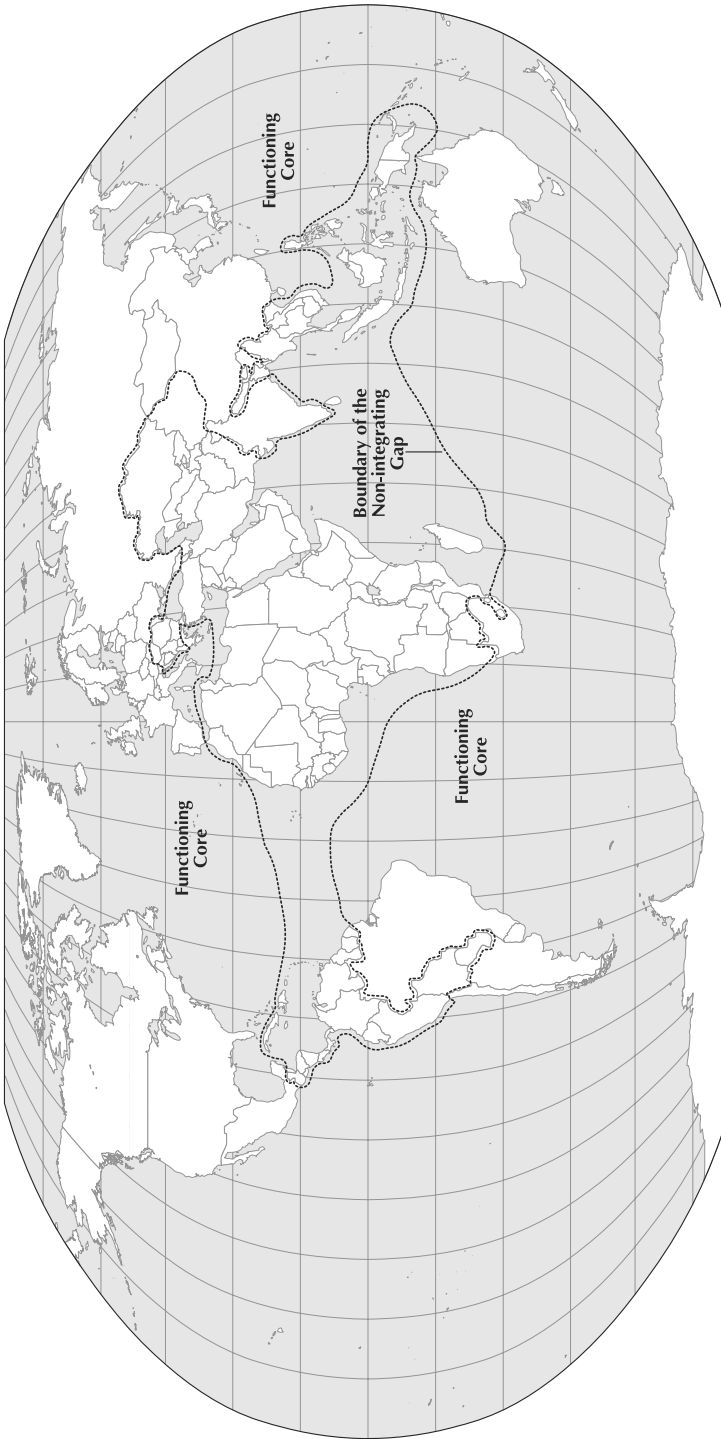 Functioning
Core
Functioning
Core
Boundary of the
Non-integrating
Gap
Functioning
Core